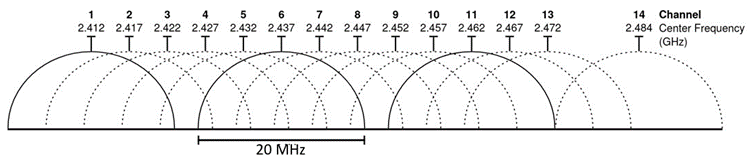 1 2 3 4 5 6 7 8 9 10 11 12 13 14 Channel
2.412 2.417 2.422 2.427 2.432 2.437 2.442 2.447 2.452 2.457 2.462 2.467 2.472 2.484 Center Frequency
(GHz)
20 MHz